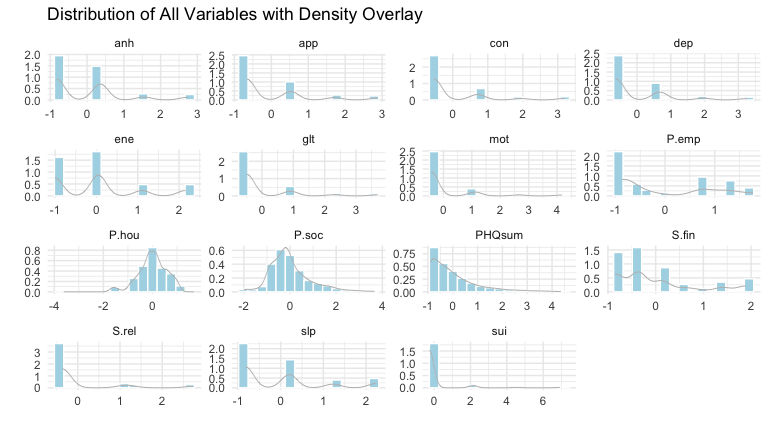 Distribution of All Variables with Density Overlay
anh app con dep
2.0 1.5 1.0 0.5 0.0
2.5 2.0 1.5 1.0 0.5 0.0
2 1 0
2.5 2.0 1.5 1.0 0.5 0.0
-1 0 1 2 3
-1 0 1 2 3
0 1 2 3
0 1 2 3
ene glt mot P.emp
1.5 1.0 0.5 0.0
2 1 0
2.5 2.0 1.5 1.0 0.5 0.0
2.0 1.5 1.0 0.5 0.0
-1 0 1 2
0 1 2 3
0 1 2 3 4
-1 0 1
P.hou P.soc PHQsum S.fin
0.8 0.6 0.4 0.2 0.0
0.6 0.4 0.2 0.0
0.75 0.50 0.25 0.00
1.5 1.0 0.5 0.0
-4 -2 0
-2 0 2 4
-1 0 1 2 3 4
-1 0 1 2
S.rel slp sui
3 2 1 0
2.0 1.5 1.0 0.5 0.0
1.5 1.0 0.5 0.0
0 1 2
-1 0 1 2
0 2 4 6